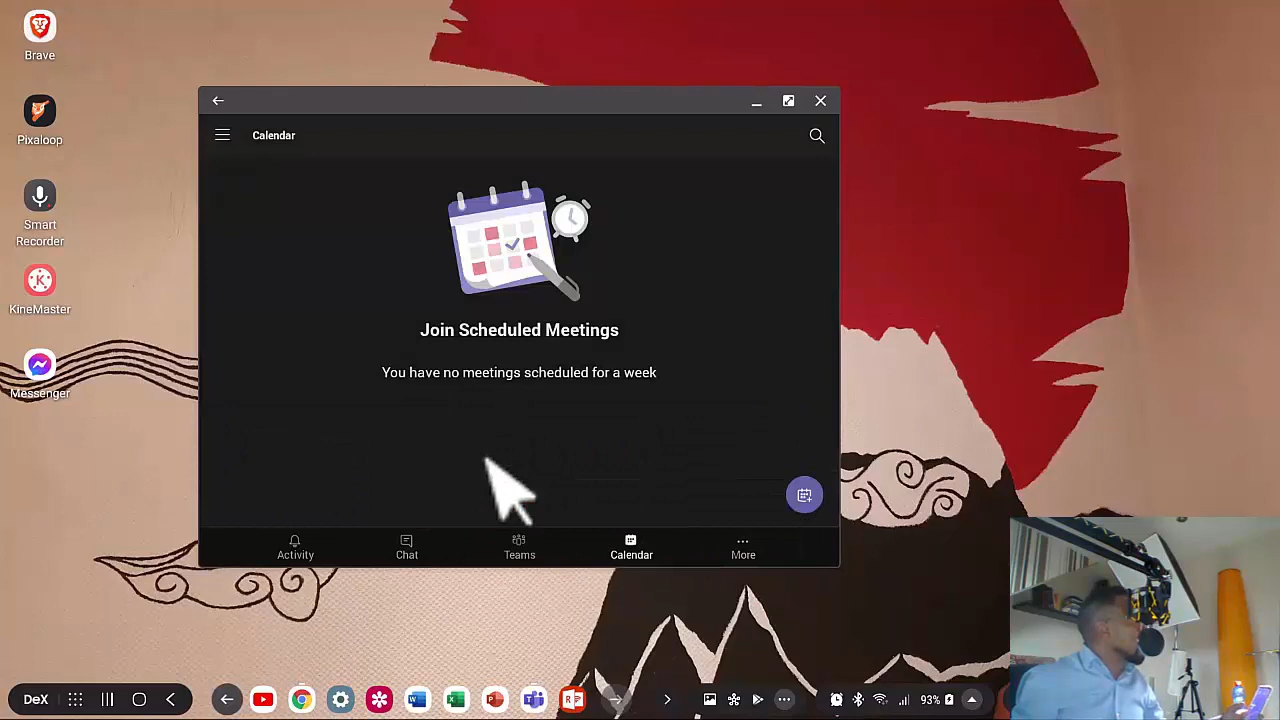 Brave
Pixaloop
Smart
Recorder
KineMaster
Messenger
Calendar
Join Scheduled Meetings
You have no meetings scheduled for a week
Activity
Chat
Teams
Calendar
More
DeX
93%